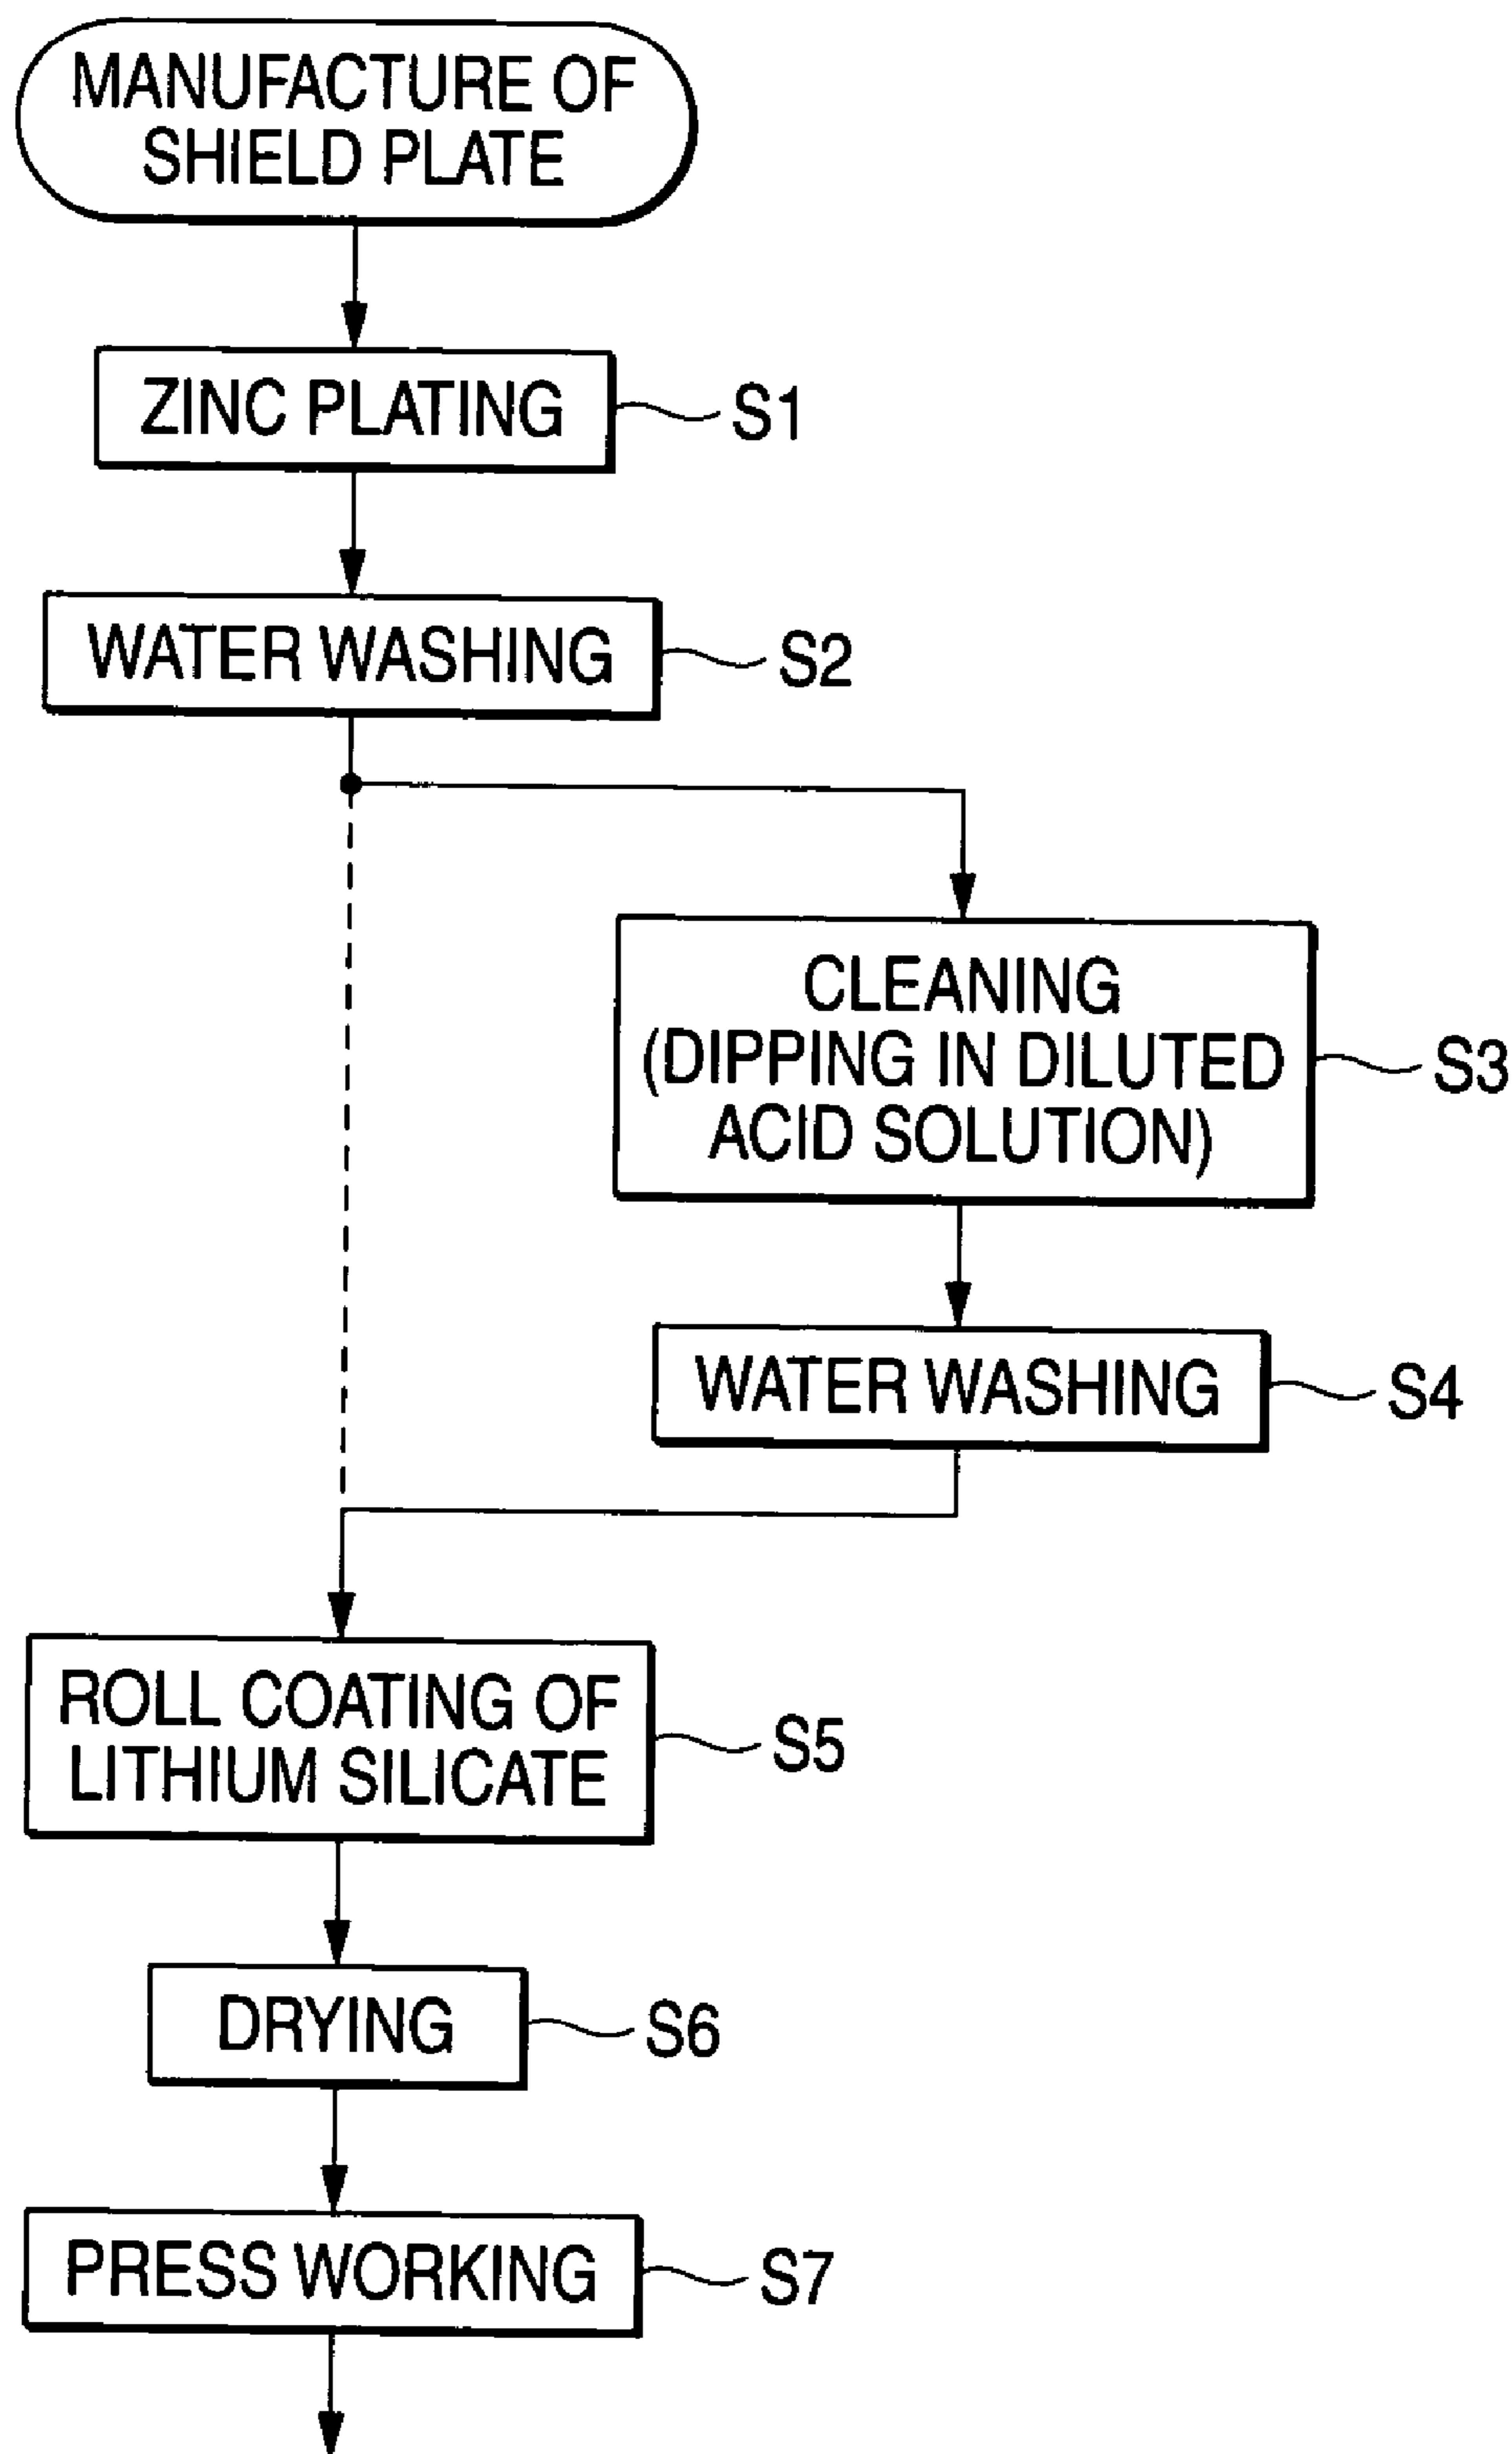 MANUFACTURE OF
SHIELD PLATE
ZINC PLATING
S1
WATER WASHING
S2
CLEANING
(DIPPING IN DILUTED
ACID SOLUTION)
S3
WATER WASHING
S4
ROLL COATING OF
LITHIUM SILICATE
S5
DRYING
S6
PRESS WORKING
S7